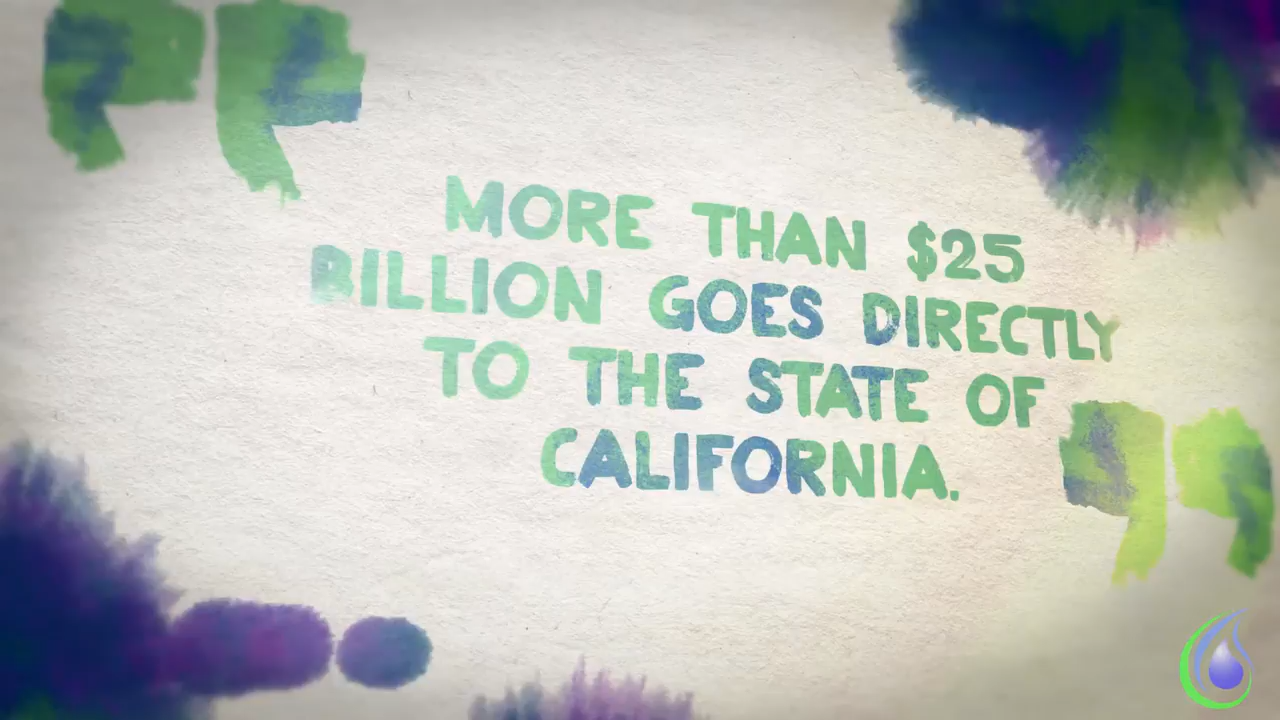 MORE THAN $25
BILLION GOES DIRECTLY
TO THE STATE OF
CALIFORNIA.